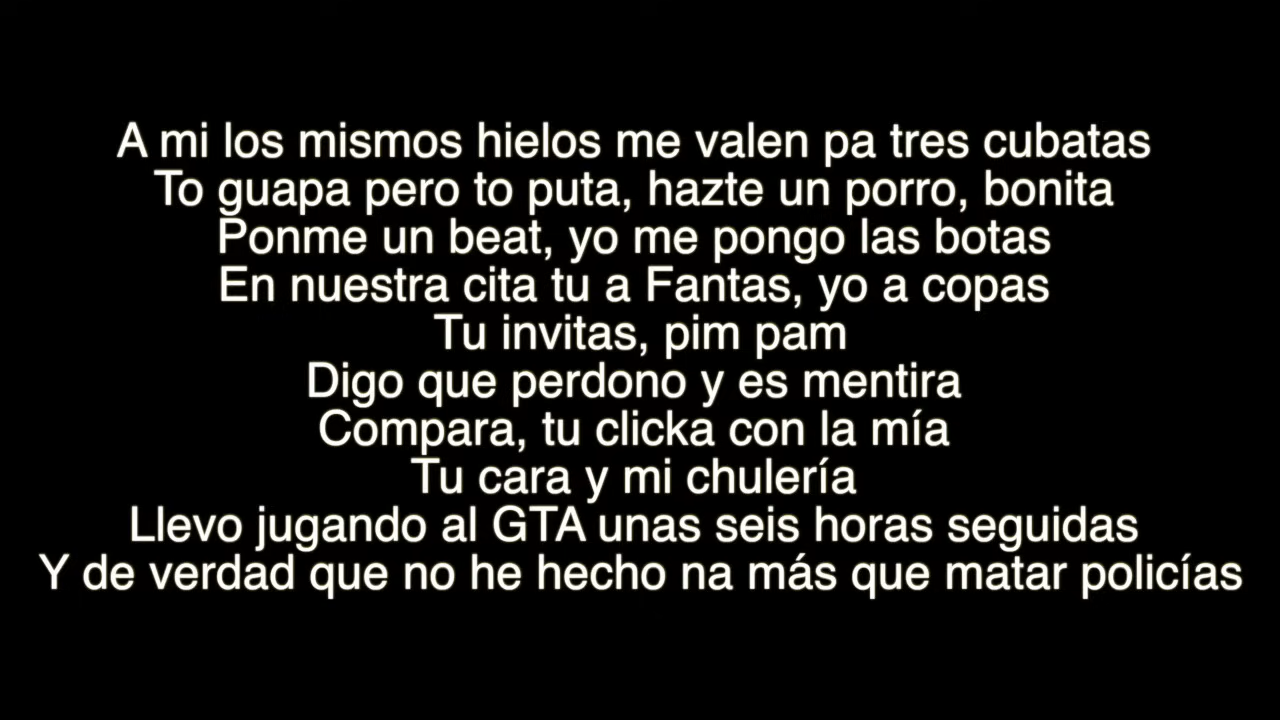 A mi los mismos hielos me valen pa tres cubatas
To guapa pero to puta, hazte un porro, bonita
Ponme un beat, yo me pongo las botas
En nuestra cita tu a Fantas, yo a copas
Tu invitas, pim pam
Digo que perdono y es mentira
Compara, tu clicka con la mía
Tu cara y mi chulería
Llevo jugando al GTA unas seis horas seguidas
Y de verdad que no he hecho na más que matar policías